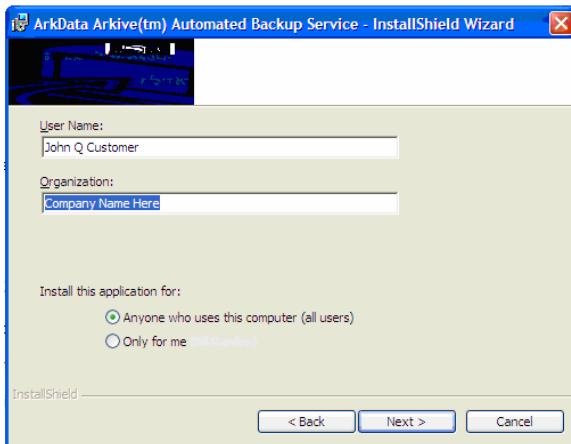 ArkData Arkive(tm) Automated Backup Service - InstallShield Wizard
User Name:
John Q Customer
Organization:
Company Name Here
Install this application for:
Anyone who uses this computer (all users)
Only for me
InstallShield
< Back
Next >
Cancel